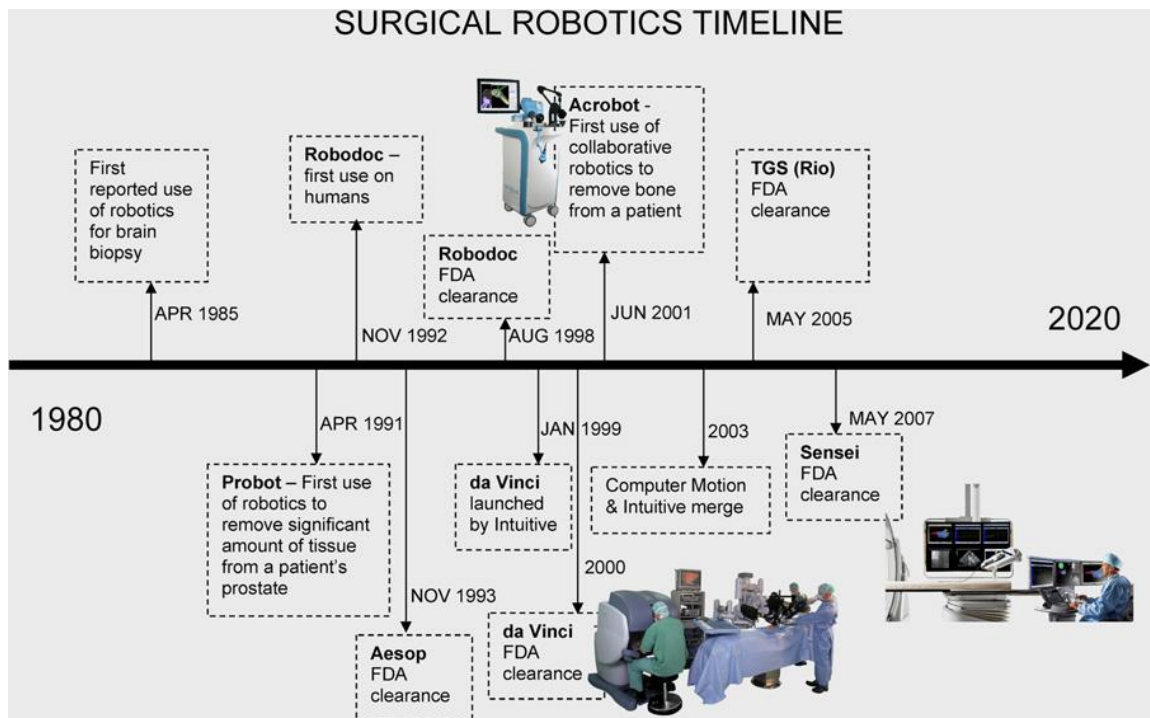 SURGICAL ROBOTICS TIMELINE
First
reported use
of robotics
for brain
biopsy
APR 1985
Robodoc –
first use on
humans
NOV 1992
Robodoc
FDA
clearance
AUG 1998
Acrobot -
First use of
collaborative
robotics to
remove bone
from a patient
JUN 2001
TGS (Rio)
FDA
clearance
MAY 2005
2020
1980
APR 1991
Probot – First use
of robotics to
remove significant
amount of tissue
from a patient's
prostate
NOV 1993
Aesop
FDA
clearance
JAN 1999
da Vinci
launched
by Intuitive
2000
da Vinci
FDA
clearance
2003
Computer Motion
& Intuitive merge
MAY 2007
Sensei
FDA
clearance